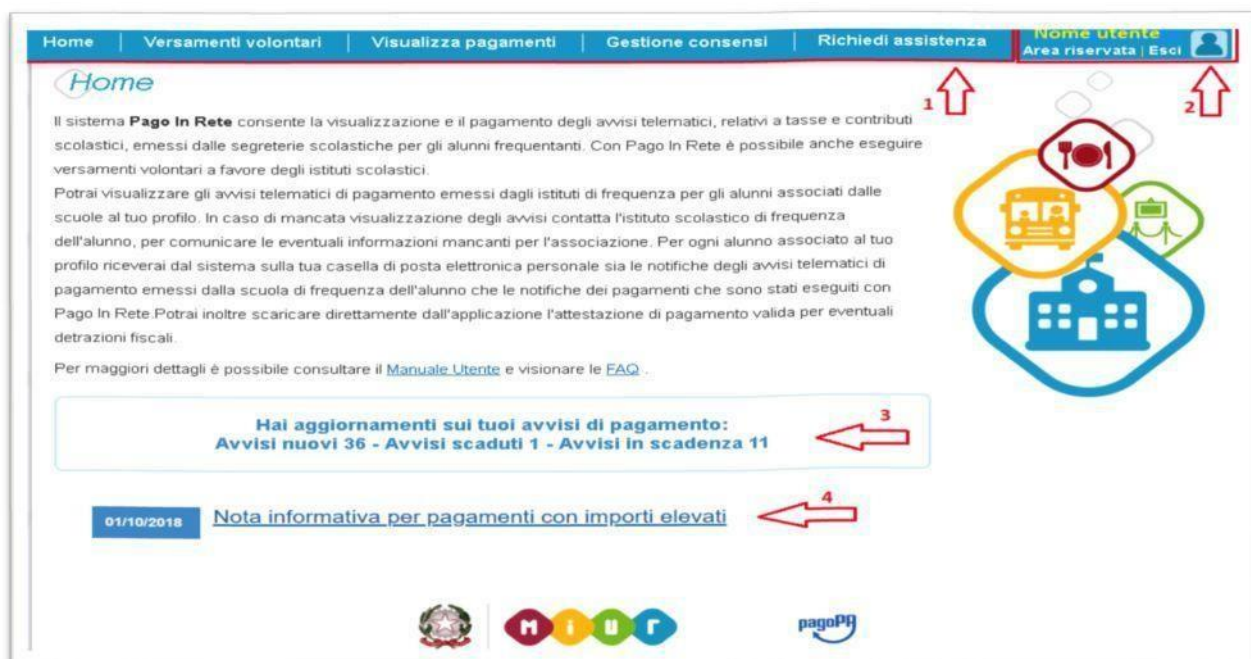 Home | Versamenti volontari | Visualizza pagamenti | Gestione consensi | Richiedi assistenza
Nome utente
Area riservata | Esci
1
2
Home
Il sistema Pago In Rete consente la visualizzazione e il pagamento degli avvisi telematici, relativi a tasse e contributi
scolastici, emessi dalle segreterie scolastiche per gli alunni frequentanti. Con Pago In Rete è possibile anche eseguire
versamenti volontari a favore degli istituti scolastici.
Potrai visualizzare gli avvisi telematici di pagamento emessi dagli istituti di frequenza per gli alunni associati dalle
scuole al tuo profilo. In caso di mancata visualizzazione degli avvisi contatta l'istituto scolastico di frequenza
dell'alunno, per comunicare le eventuali informazioni mancanti per l'associazione. Per ogni alunno associato al tuo
profilo riceverai dal sistema sulla tua casella di posta elettronica personale sia le notifiche degli avvisi telematici di
pagamento emessi dalla scuola di frequenza dell'alunno che le notifiche dei pagamenti che sono stati eseguiti con
Pago In Rete.Potrai inoltre scaricare direttamente dall'applicazione l'attestazione di pagamento valida per eventuali
detrazioni fiscali.
Per maggiori dettagli è possibile consultare il Manuale Utente e visionare le FAQ .
Hai aggiornamenti sui tuoi avvisi di pagamento:
Avvisi nuovi 36 - Avvisi scaduti 1 - Avvisi in scadenza 11
3
01/10/2018 Nota informativa per pagamenti con importi elevati
4
MiUr
pagoPA